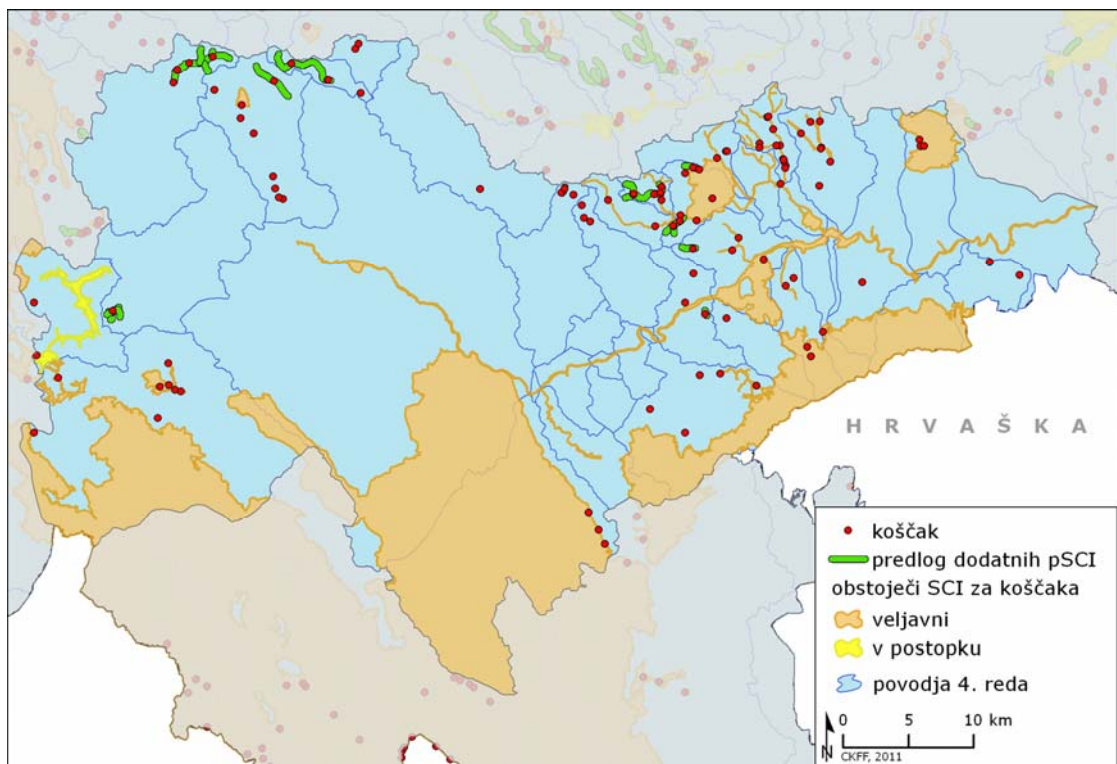 HRVAŠKA
koščak
predlog dodatnih pSCI
obstoječi SCI za koščaka
veljavni
v postopku
povodja 4. reda
0 5 10 km
N
CKFF, 2011